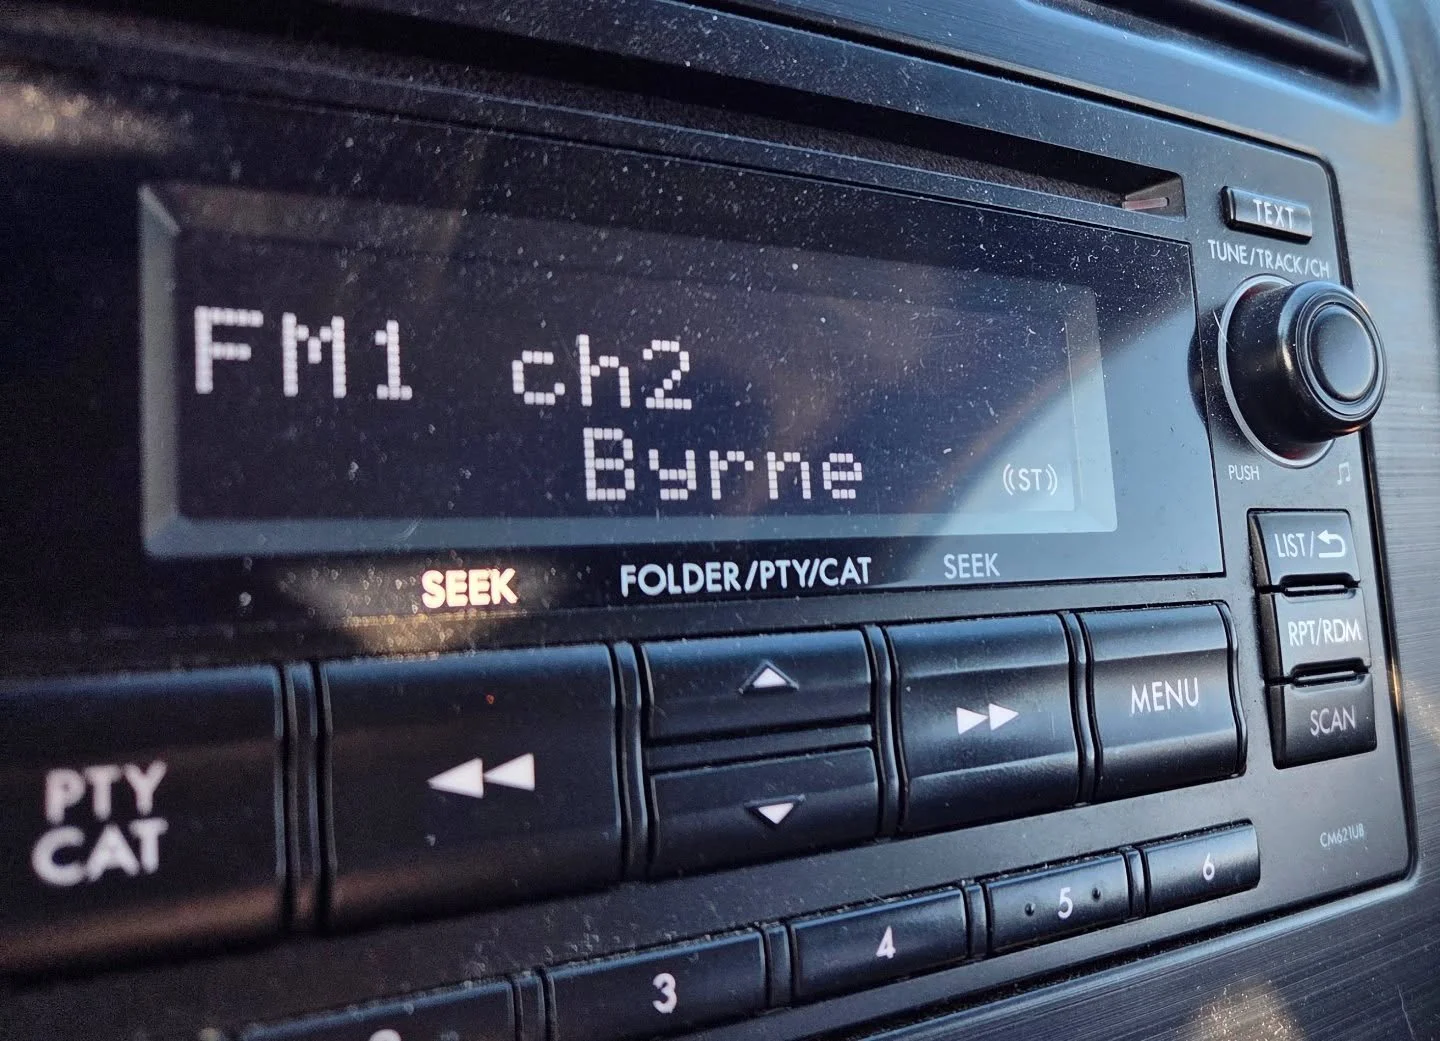 TEXT
TUNE/TRACK/CH
FM1 ch2
Byrne
((ST))
PUSH
SEEK
FOLDER/PTY/CAT
SEEK
LIST/
RPT/RDM
SCAN
MENU
PTY
CAT
CM621UB
3
4
5
6